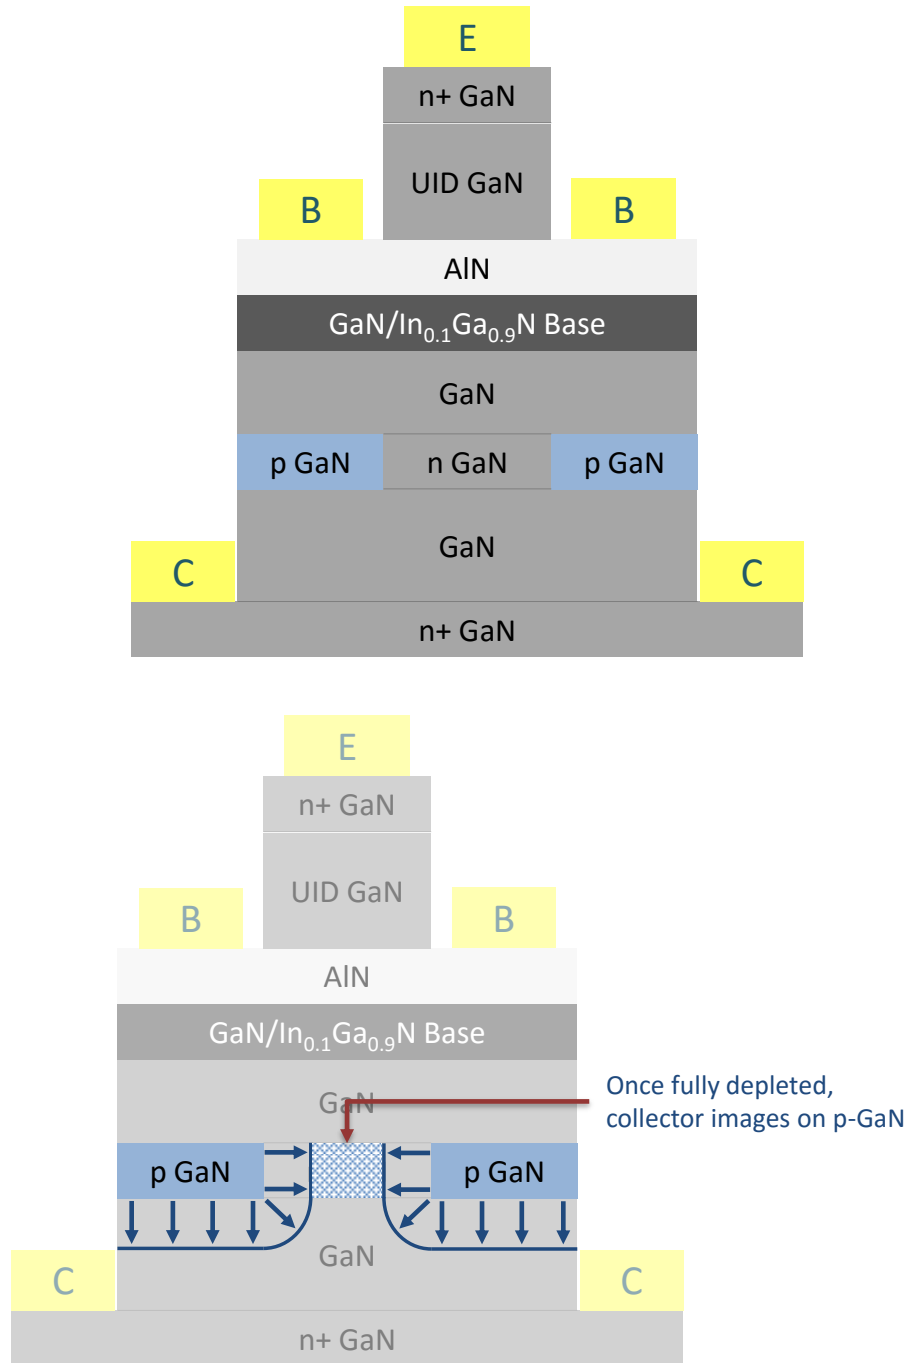 E
n+ GaN
UID GaN
B
B
AlN
GaN/In0.1Ga0.9N Base
GaN
p GaN
n GaN
p GaN
GaN
C
C
n+ GaN
E
n+ GaN
UID GaN
B
B
AlN
GaN/In0.1Ga0.9N Base
GaN
Once fully depleted,
collector images on p-GaN
p GaN
p GaN
GaN
C
C
n+ GaN